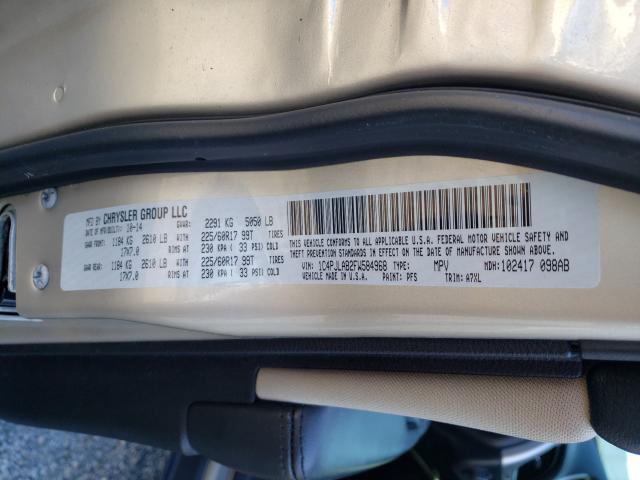 MFD BY CHRYSLER GROUP LLC
DATE OF MFR/BUILT: 10-14 GVWR: 2291 KG 5050 LB
GAWR FRONT: 1184 KG 2610 LB WITH 225/60R17 99T TIRES
17X7.0 RIMS AT 230 KPA ( 33 PSI) COLD
GAWR REAR: 1184 KG 2610 LB WITH 225/60R17 99T TIRES
17X7.0 RIMS AT 230 KPA ( 33 PSI) COLD
THIS VEHICLE CONFORMS TO ALL APPLICABLE U.S.A. FEDERAL MOTOR VEHICLE SAFETY AND
THEFT PREVENTION STANDARDS IN EFFECT ON THE DATE OF MANUFACTURE SHOWN ABOVE.
VIN: 1C4PJLAB2FW584968 TYPE: MPV MDH: 102417 098AB
VEHICLE MADE IN U.S.A. PAINT: PFS TRIM: A7XL